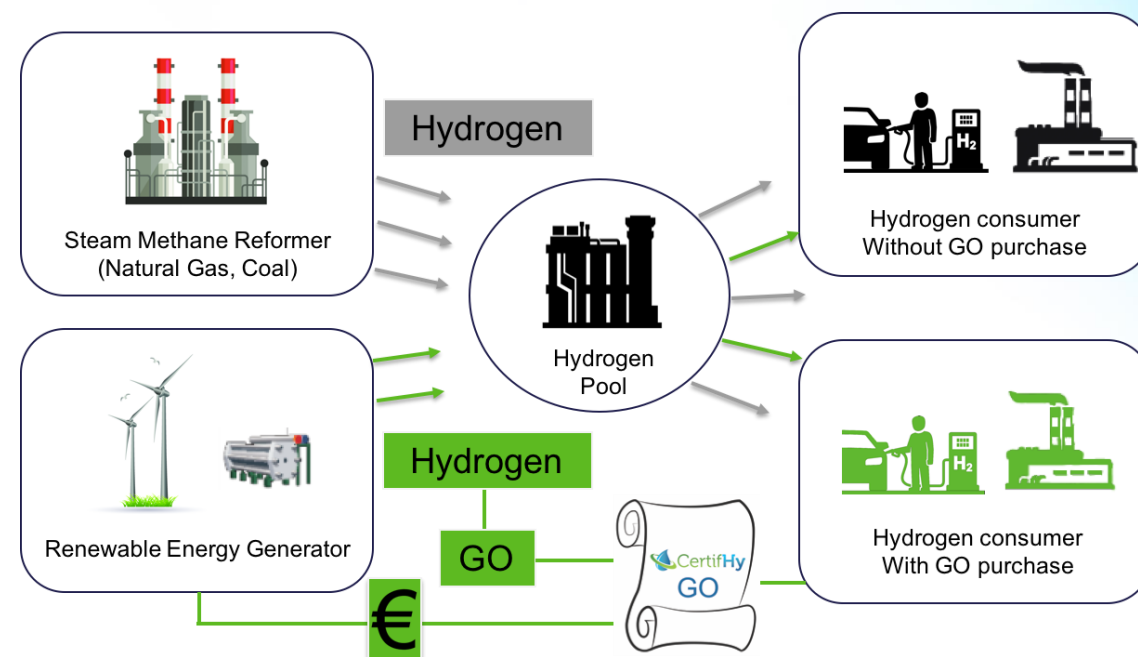 Hydrogen
Steam Methane Reformer
(Natural Gas, Coal)
H2
Hydrogen consumer
Without GO purchase
Hydrogen
Pool
Renewable Energy Generator
Hydrogen
GO
€
CertifHy
GO
H2
Hydrogen consumer
With GO purchase